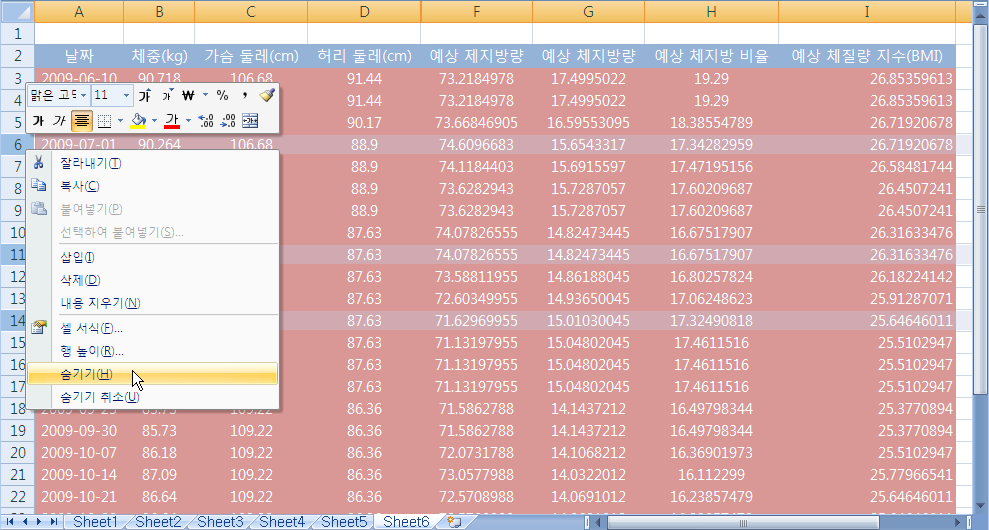 A B C D F G H I
1
2 날짜 체중(kg) 가슴 둘레(cm) 허리 둘레(cm) 예상 제지방량 예상 체지방량 예상 체지방 비율 예상 체질량 지수(BMI)
3 2009-06-10 90.718 106.68 91.44 73.2184978 17.4995022 19.29 26.85359613
맑은 고딕 11 가 가 ₩ % ,
4 91.44 73.2184978 17.4995022 19.29 26.85359613
가 가 가
5 90.17 73.66846905 16.59553095 18.38554789 26.71920678
6 2009-07-01 90.264 106.68 88.9 74.6096683 15.6543317 17.34282959 26.71920678
잘라내기(T)
7 88.9 74.1184403 15.6915597 17.47195156 26.58481744
복사(C)
8 88.9 73.6282943 15.7287057 17.60209687 26.4507241
붙여넣기(P)
9 88.9 73.6282943 15.7287057 17.60209687 26.4507241
선택하여 붙여넣기(S)...
10 87.63 74.07826555 14.82473445 16.67517907 26.31633476
삽입(I)
11 87.63 74.07826555 14.82473445 16.67517907 26.31633476
삭제(D)
12 87.63 73.58811955 14.86188045 16.80257824 26.18224142
내용 지우기(N)
13 87.63 72.60349955 14.93650045 17.06248623 25.91287071
셀 서식(F)...
14 87.63 71.62969955 15.01030045 17.32490818 25.64646011
행 높이(R)...
15 87.63 71.13197955 15.04802045 17.4611516 25.5102947
숨기기(H)
16 87.63 71.13197955 15.04802045 17.4611516 25.5102947
숨기기 취소(U)
17 87.63 71.13197955 15.04802045 17.4611516 25.5102947
18 2009-09-23 85.73 109.22 86.36 71.5862788 14.1437212 16.49798344 25.3770894
19 2009-09-30 85.73 109.22 86.36 71.5862788 14.1437212 16.49798344 25.3770894
20 2009-10-07 86.18 109.22 86.36 72.0731788 14.1068212 16.36901973 25.5102947
21 2009-10-14 87.09 109.22 86.36 73.0577988 14.0322012 16.112299 25.77966541
22 2009-10-21 86.64 109.22 86.36 72.5708988 14.0691012 16.23857479 25.64646011
Sheet1 Sheet2 Sheet3 Sheet4 Sheet5 Sheet6